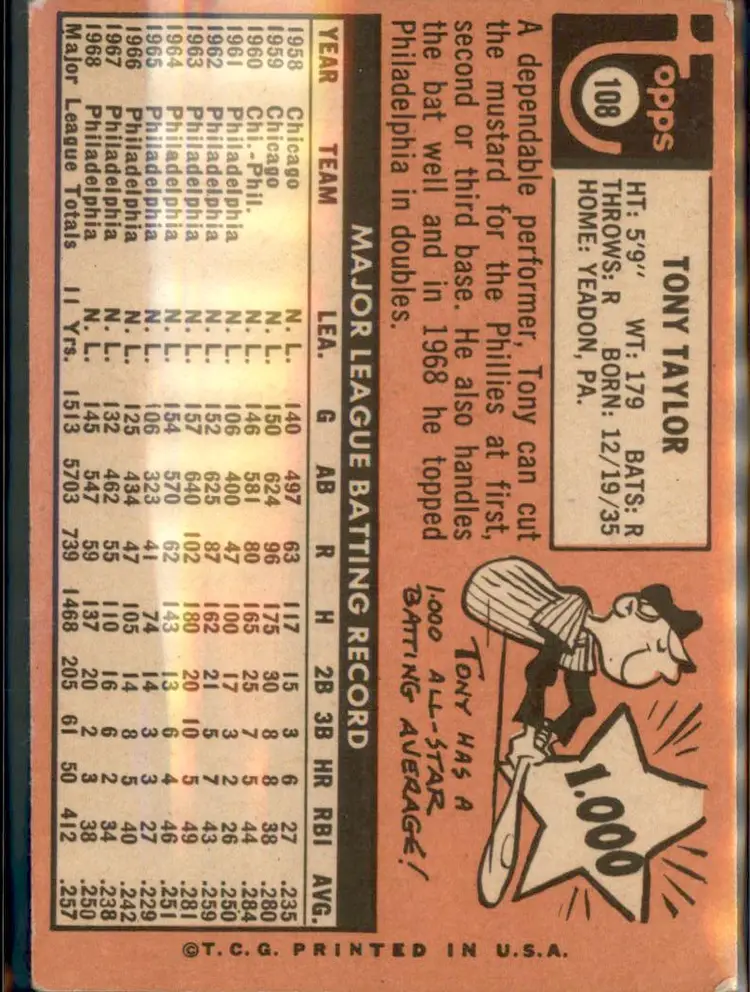 Topps
108
TONY TAYLOR
HT: 5'9" WT: 179 BATS: R
THROWS: R BORN: 12/19/35
HOME: YEADON, PA.
A dependable performer, Tony can cut
the mustard for the Phillies at first,
second or third base. He also handles
the bat well and in 1968 he topped
Philadelphia in doubles.
1.000
TONY HAS A
1.000 ALL-STAR
BATTING AVERAGE!
MAJOR LEAGUE BATTING RECORD
YEAR TEAM LEA. G AB R H 2B 3B HR RBI AVG.
1958 Chicago N. L. 140 497 63 117 15 3 6 27 .235
1959 Chicago N. L. 150 624 96 175 30 8 8 38 .280
1960 Chi.-Phil. N. L. 146 581 80 165 25 7 5 44 .284
1961 Philadelphia N. L. 106 400 47 100 17 3 2 26 .250
1962 Philadelphia N. L. 152 625 87 162 21 5 7 43 .259
1963 Philadelphia N. L. 157 640 102 180 20 10 5 49 .281
1964 Philadelphia N. L. 154 570 62 143 13 6 4 46 .251
1965 Philadelphia N. L. 106 323 41 74 14 3 3 27 .229
1966 Philadelphia N. L. 125 434 47 105 14 8 5 40 .242
1967 Philadelphia N. L. 132 462 55 110 16 6 2 34 .238
1968 Philadelphia N. L. 145 547 59 137 20 2 3 38 .250
Major League Totals 11 Yrs. 1513 5703 739 1468 205 61 50 412 .257
©T.C.G. PRINTED IN U.S.A.